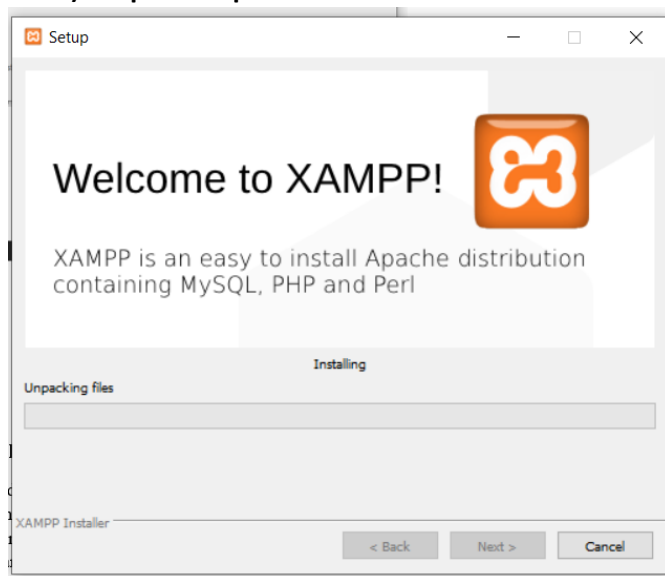 Setup
Welcome to XAMPP!
XAMPP is an easy to install Apache distribution
containing MySQL, PHP and Perl
Installing
Unpacking files
XAMPP Installer
< Back
Next >
Cancel